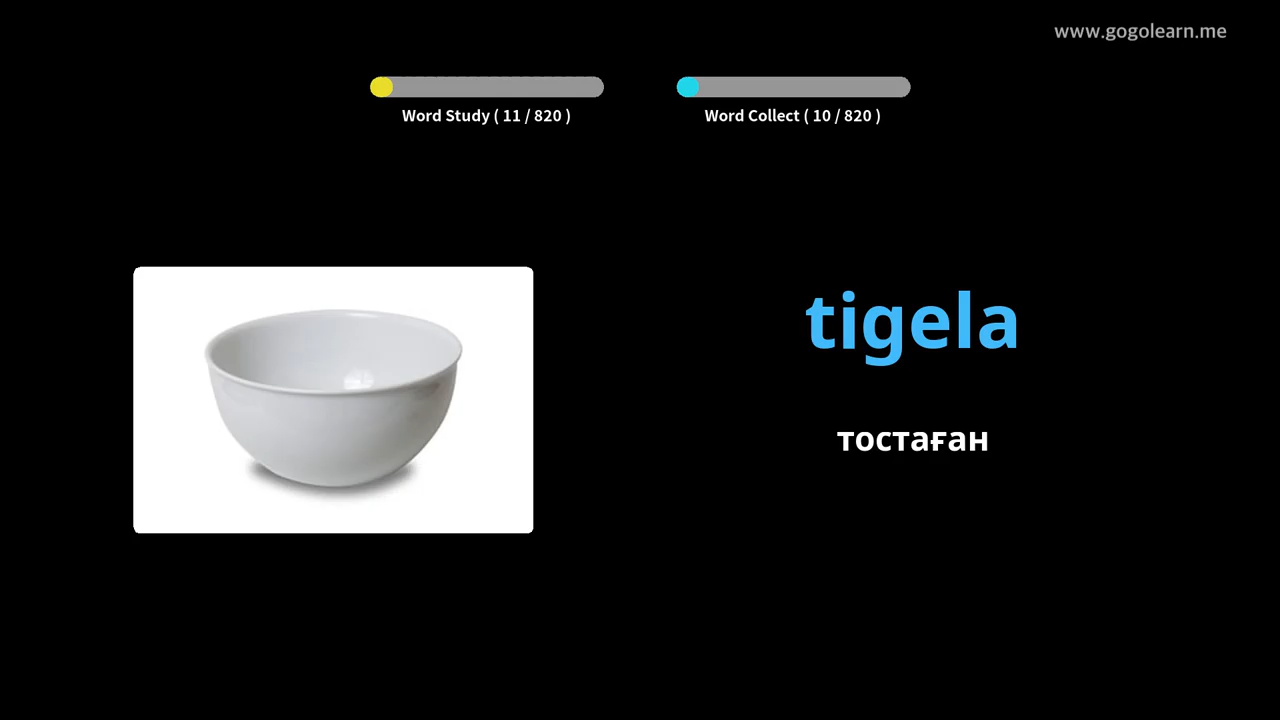 www.gogolearn.me
Word Study ( 11 / 820 )
Word Collect ( 10 / 820 )
tigela
тостаған